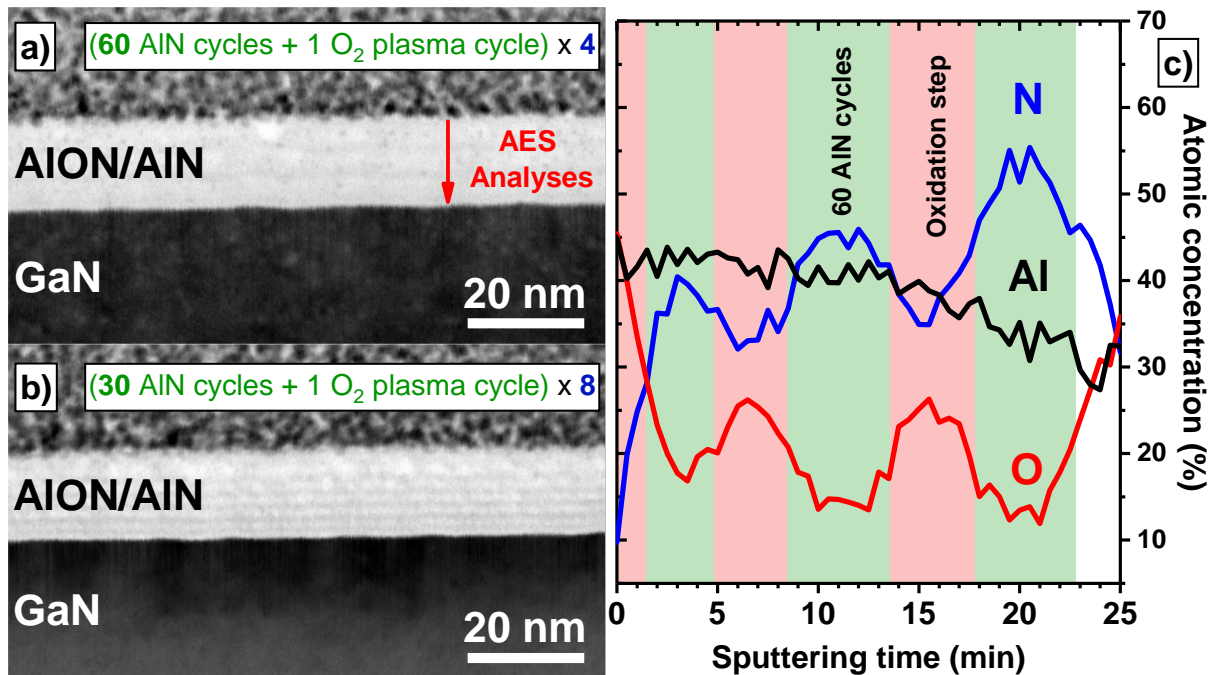 a)
(60 AlN cycles + 1 O₂ plasma cycle) x 4
AlON/AlN
AES
Analyses
GaN
20 nm
b)
(30 AlN cycles + 1 O₂ plasma cycle) x 8
AlON/AlN
GaN
20 nm
c)
N
Al
O
60 AlN cycles
Oxidation step
70
60
50
40
30
20
10
Atomic concentration (%)
0 5 10 15 20 25
Sputtering time (min)